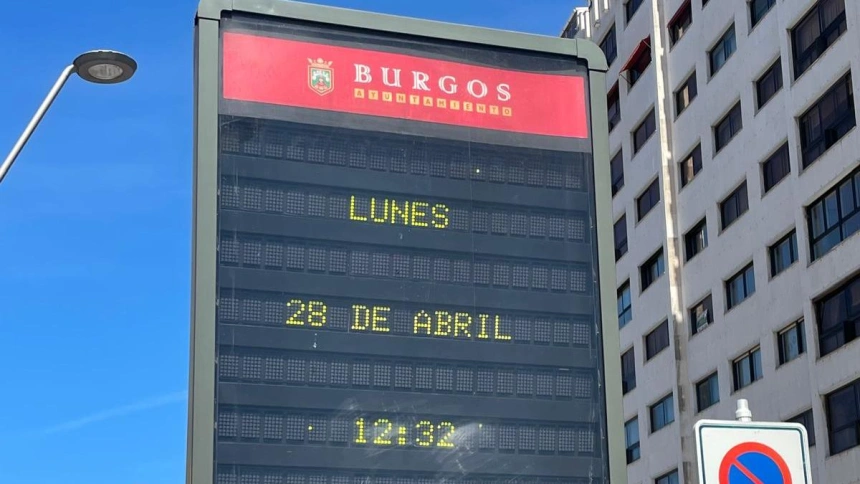 BURGOS
AYUNTAMIENTO
LUNES
28 DE ABRIL
12:32